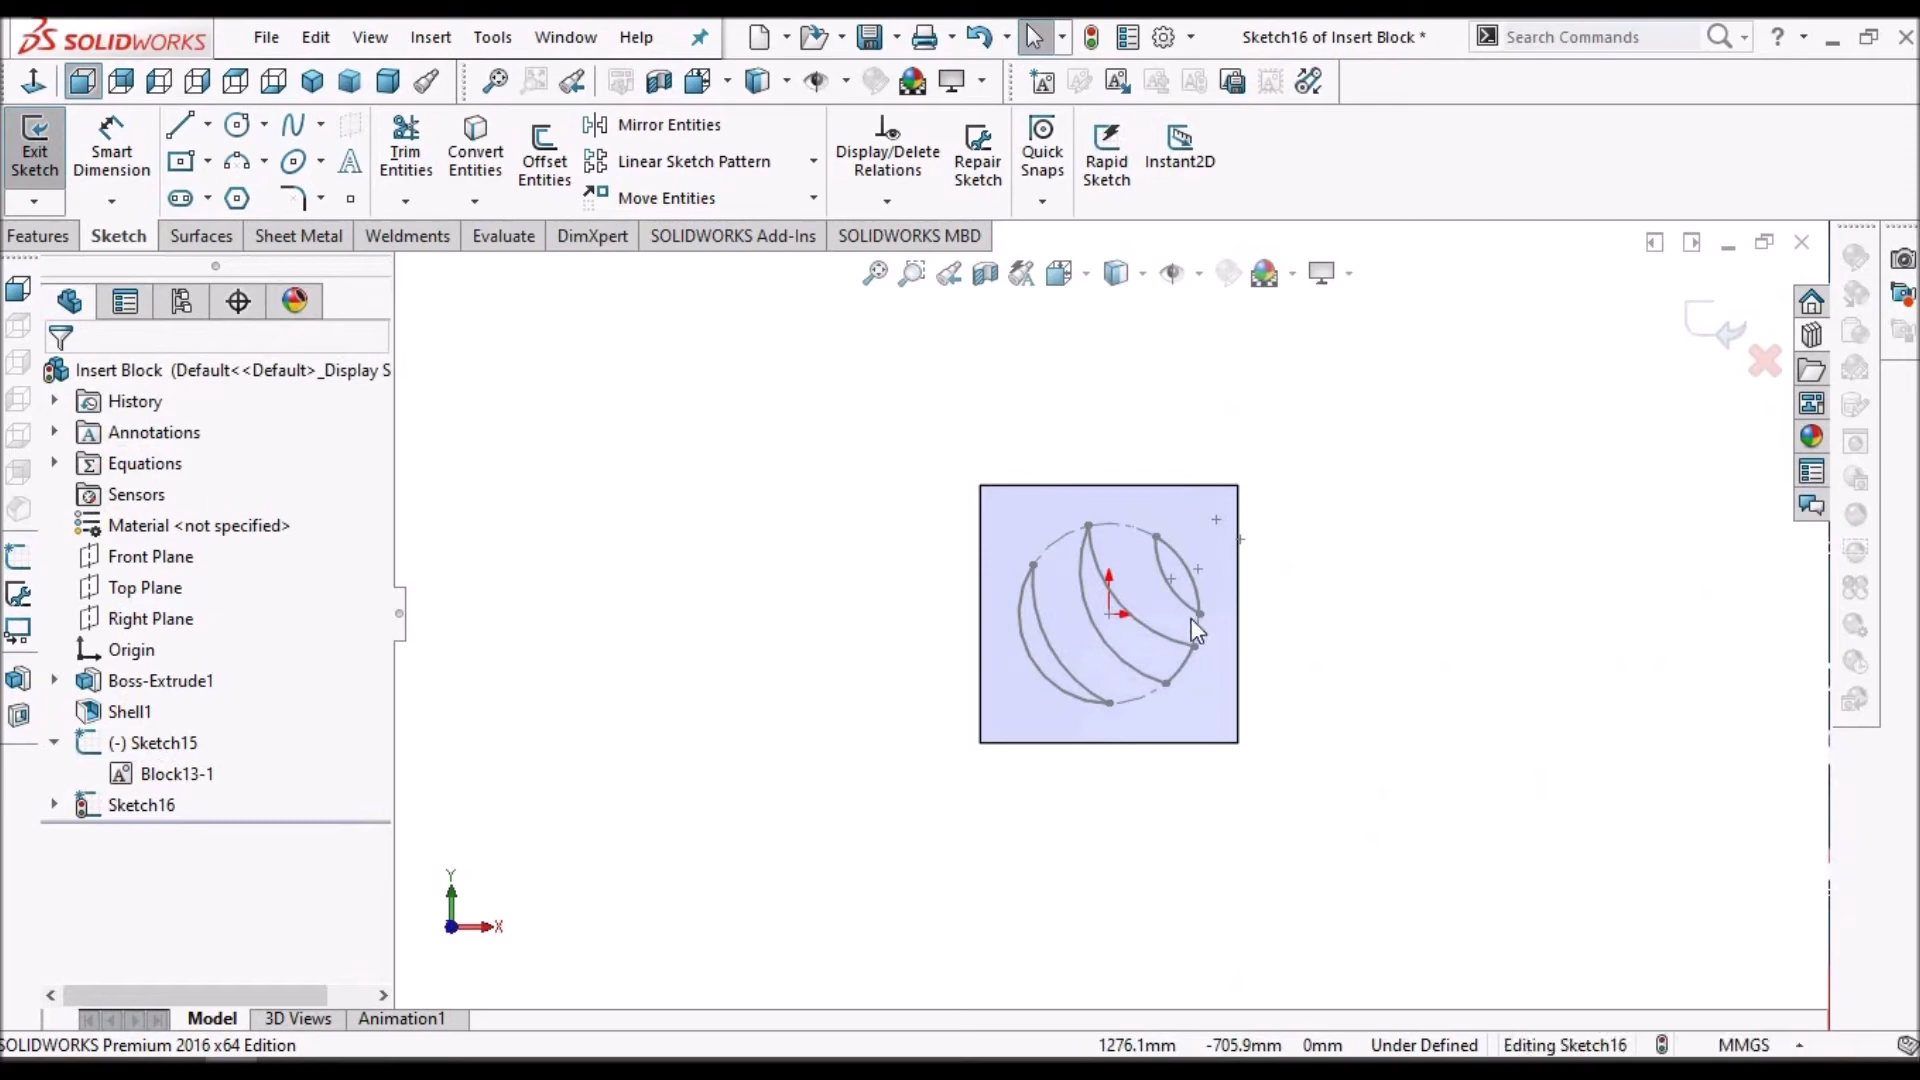 SOLIDWORKS File Edit View Insert Tools Window Help Sketch16 of Insert Block * Search Commands ?
Exit Sketch
Smart Dimension
Trim Entities
Convert Entities
Offset Entities
Mirror Entities
Linear Sketch Pattern
Move Entities
Display/Delete Relations
Repair Sketch
Quick Snaps
Rapid Sketch
Instant2D
Features Sketch Surfaces Sheet Metal Weldments Evaluate DimXpert SOLIDWORKS Add-Ins SOLIDWORKS MBD
Insert Block (Default<<Default>_Display S
History
Annotations
Equations
Sensors
Material <not specified>
Front Plane
Top Plane
Right Plane
Origin
Boss-Extrude1
Shell1
(-) Sketch15
Block13-1
Sketch16
Y
X
Model 3D Views Animation1
SOLIDWORKS Premium 2016 x64 Edition 1276.1mm -705.9mm 0mm Under Defined Editing Sketch16 MMGS